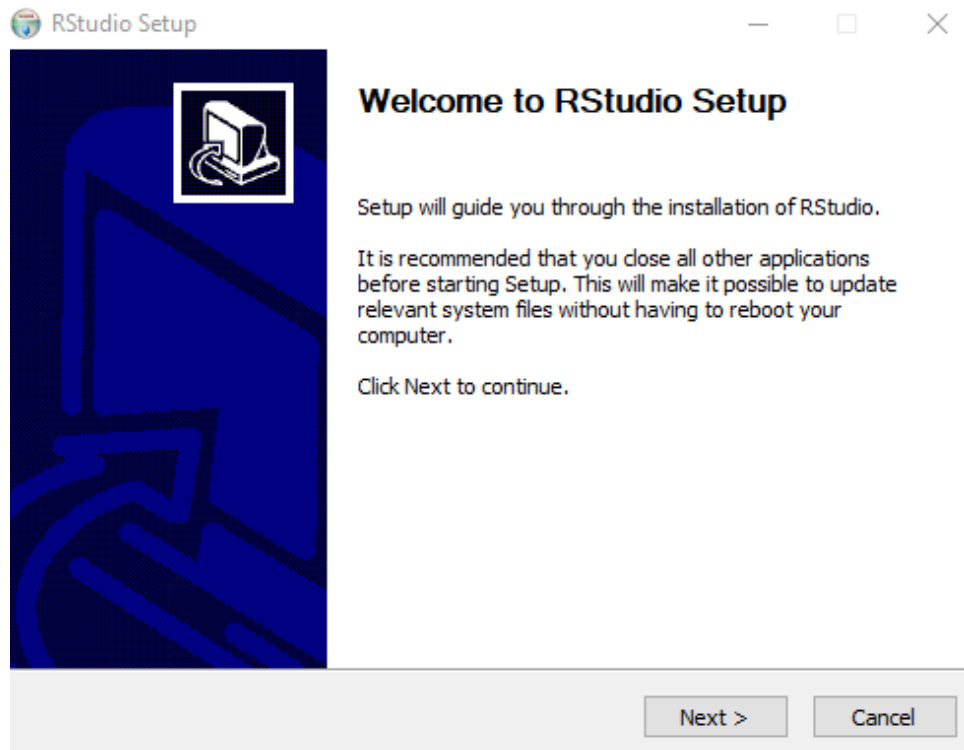 RStudio Setup
Welcome to RStudio Setup
Setup will guide you through the installation of RStudio.
It is recommended that you close all other applications
before starting Setup. This will make it possible to update
relevant system files without having to reboot your
computer.
Click Next to continue.
Next >
Cancel